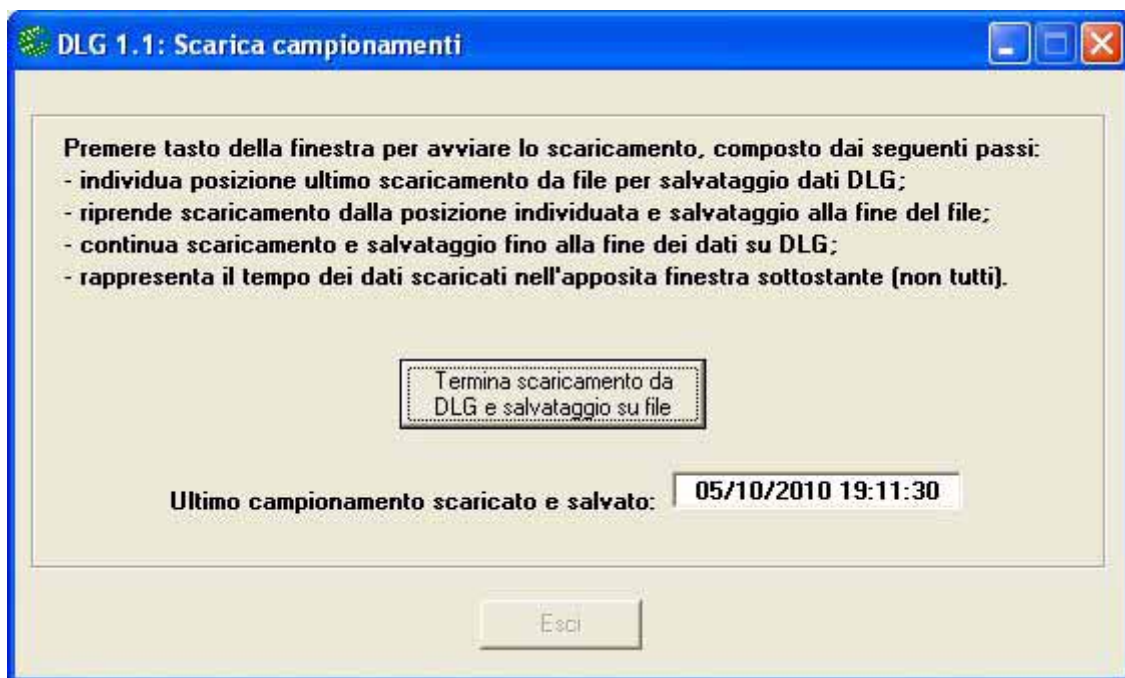 DLG 1.1: Scarica campionamenti
Premere tasto della finestra per avviare lo scaricamento, composto dai seguenti passi:
- individua posizione ultimo scaricamento da file per salvataggio dati DLG;
- riprende scaricamento dalla posizione individuata e salvataggio alla fine del file;
- continua scaricamento e salvataggio fino alla fine dei dati su DLG;
- rappresenta il tempo dei dati scaricati nell'apposita finestra sottostante (non tutti).
Termina scaricamento da
DLG e salvataggio su file
Ultimo campionamento scaricato e salvato: 05/10/2010 19:11:30
Esci